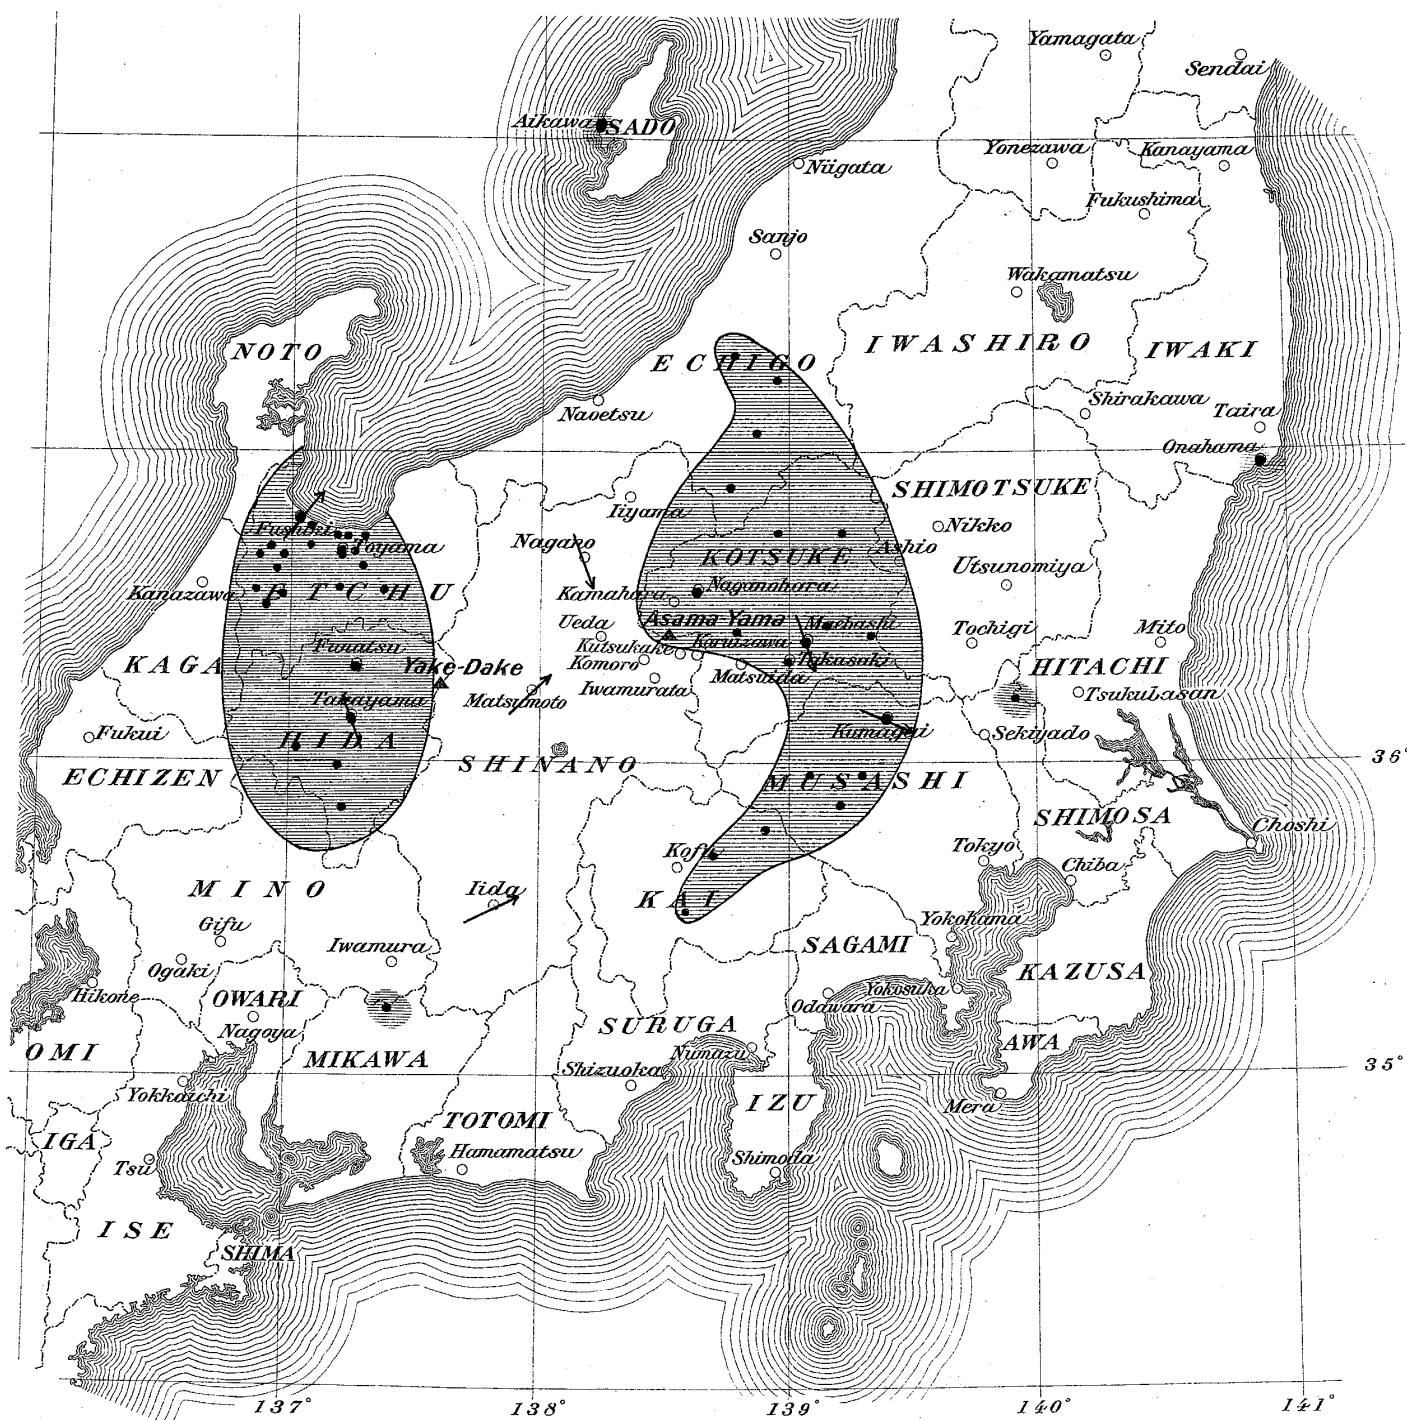 Yamagata
Sendai
Aikawa
SADO
Yonezawa
Kanayama
Niigata
Fukushima
Sanjo
Wakamatsu
NOTO
IWASHIRO
IWAKI
ECHIGO
Naoetsu
Shirakawa
Taira
Onahama
SHIMOTSUKE
Iiyama
Nikko
Fushiki
Toyama
Nagano
KOTSUKE
Ashio
Utsunomiya
Kanazawa
ETCHU
Kamahara
Naganohara
Ueda
Asama Yama
Maebashi
Tochigi
Mito
Kutsukake
Karuizawa
Funatsu
KAGA
Yake-Dake
Komoro
Takasaki
HITACHI
Matsuida
Iwamurata
Tsukubasan
Takayama
Matsumoto
Fukui
HIDA
Kumagai
Sekiyado
36°
ECHIZEN
SHINANO
MUSASHI
SHIMOSA
Choshi
Kofu
Tokyo
Chiba
MINO
Iida
KAI
Gifu
Iwamura
Yokohama
SAGAMI
Ogaki
KAZUSA
Hikone
OWARI
Yokosuka
Odawara
Nagoya
SURUGA
OMI
MIKAWA
Numazu
AWA
Shizuoka
35°
Yokkaichi
IZU
Mera
TOTOMI
IGA
Hamamatsu
Tsu
Shimoda
ISE
SHIMA
137°
138°
139°
140°
141°